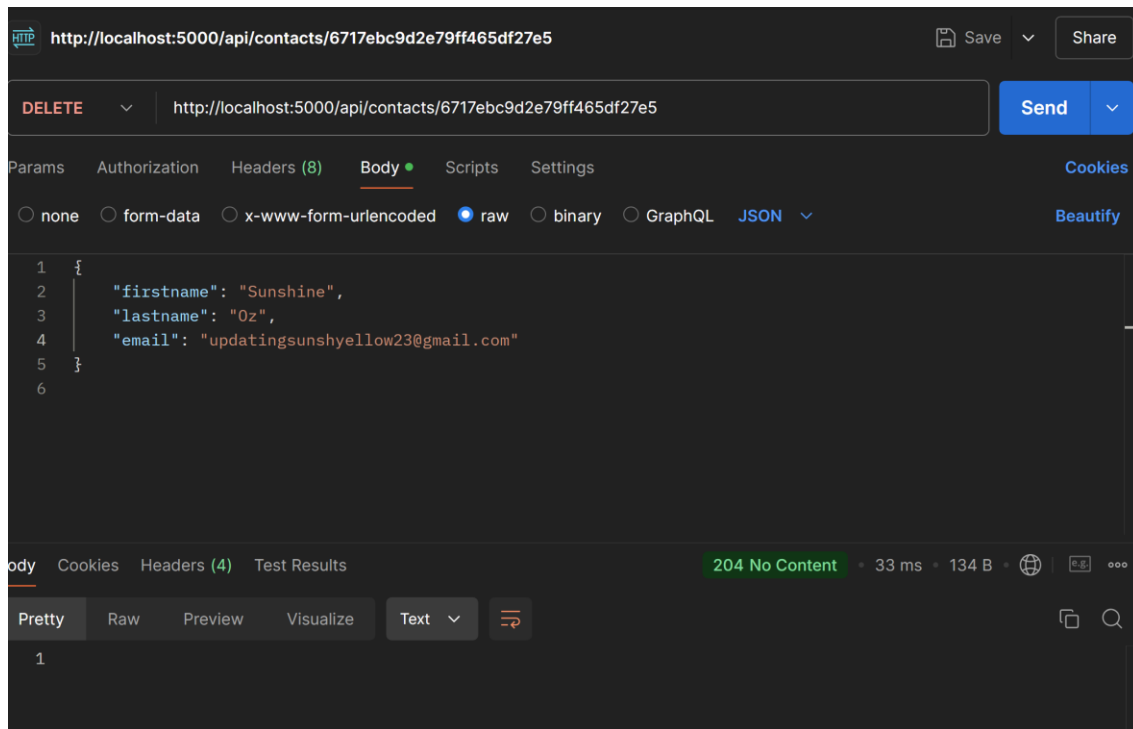 HTTP http://localhost:5000/api/contacts/6717ebc9d2e79ff465df27e5 Save Share
DELETE http://localhost:5000/api/contacts/6717ebc9d2e79ff465df27e5 Send
Params Authorization Headers (8) Body Scripts Settings Cookies
none form-data x-www-form-urlencoded raw binary GraphQL JSON Beautify
1 {
2 "firstname": "Sunshine",
3 "lastname": "Oz",
4 "email": "updatingsunshyellow23@gmail.com"
5 }
6
ody Cookies Headers (4) Test Results 204 No Content • 33 ms • 134 B • e.g.
Pretty Raw Preview Visualize Text
1